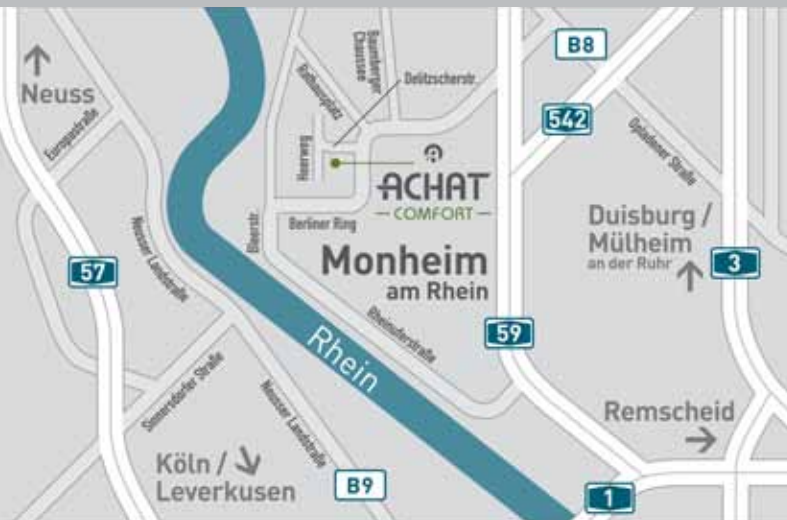 Neuss
Europastraße
Rathausplatz
Baumberger
Chaussee
Delitzscherstr.
B8
542
Opladener Straße
Heerweg
ACHAT
COMFORT
Berliner Ring
Bleerstr.
Neusser Landstraße
57
Monheim
am Rhein
Duisburg /
Mülheim
an der Ruhr
3
Rhein
Rheinuferstraße
59
Sinnersdorfer Straße
Neusser Landstraße
Remscheid
Köln /
Leverkusen
B9
1